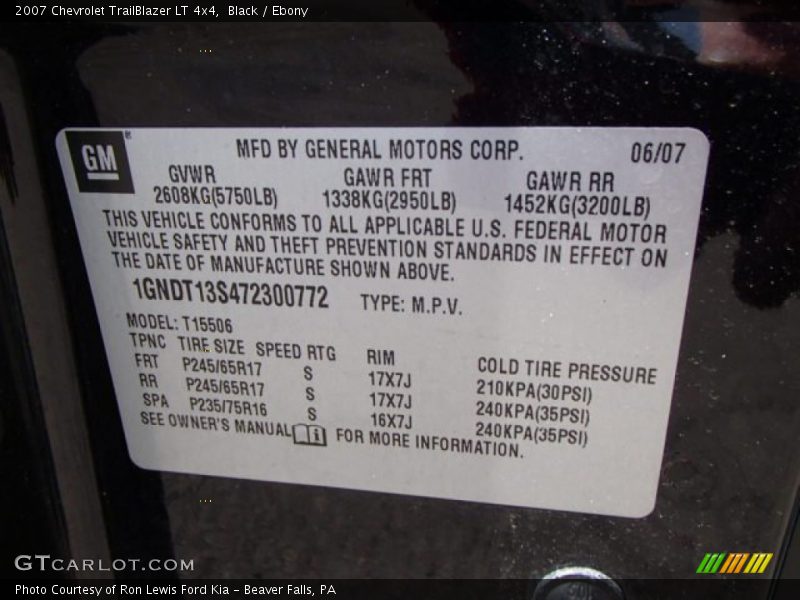 2007 Chevrolet TrailBlazer LT 4x4, Black / Ebony
GM®
MFD BY GENERAL MOTORS CORP. 06/07
GVWR GAWR FRT GAWR RR
2608KG(5750LB) 1338KG(2950LB) 1452KG(3200LB)
THIS VEHICLE CONFORMS TO ALL APPLICABLE U.S. FEDERAL MOTOR
VEHICLE SAFETY AND THEFT PREVENTION STANDARDS IN EFFECT ON
THE DATE OF MANUFACTURE SHOWN ABOVE.
1GNDT13S472300772 TYPE: M.P.V.
MODEL: T15506
TPNC TIRE SIZE SPEED RTG RIM COLD TIRE PRESSURE
FRT P245/65R17 S 17X7J 210KPA(30PSI)
RR P245/65R17 S 17X7J 240KPA(35PSI)
SPA P235/75R16 S 16X7J 240KPA(35PSI)
SEE OWNER'S MANUAL FOR MORE INFORMATION.
GTCARLOT.COM
Photo Courtesy of Ron Lewis Ford Kia - Beaver Falls, PA